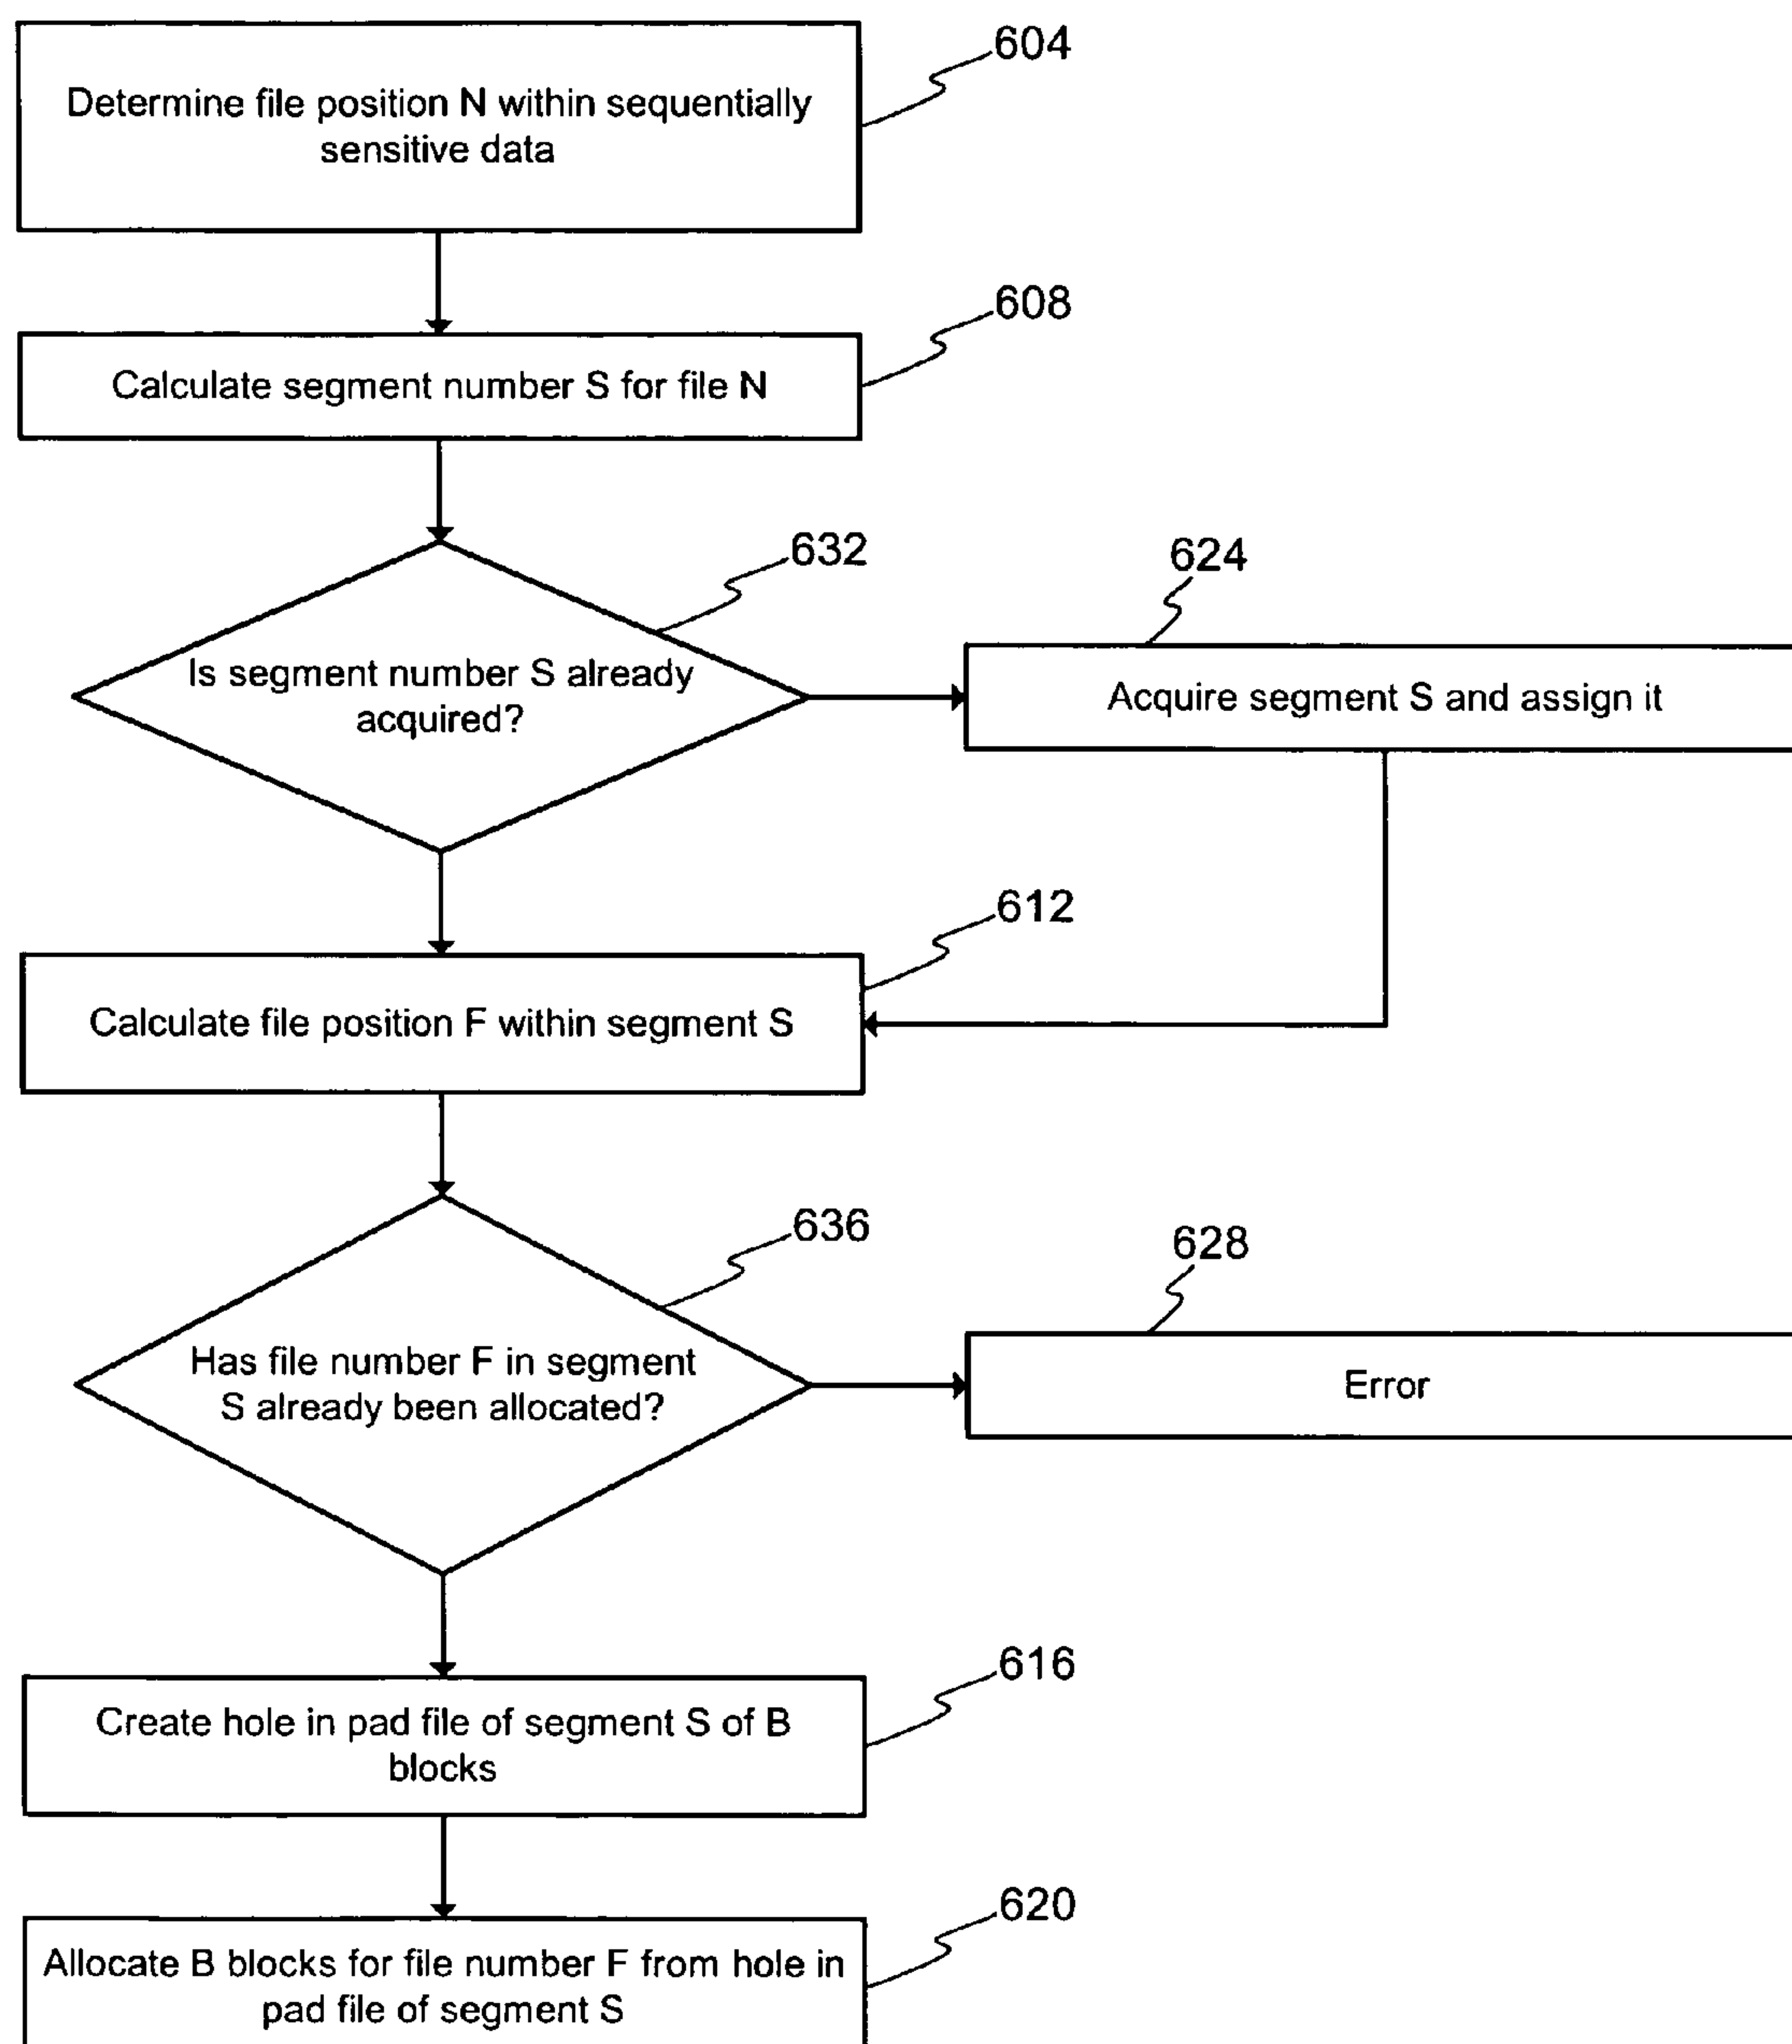 604
Determine file position N within sequentially
sensitive data
608
Calculate segment number S for file N
632
Is segment number S already
acquired?
624
Acquire segment S and assign it
612
Calculate file position F within segment S
636
Has file number F in segment
S already been allocated?
628
Error
616
Create hole in pad file of segment S of B
blocks
620
Allocate B blocks for file number F from hole in
pad file of segment S